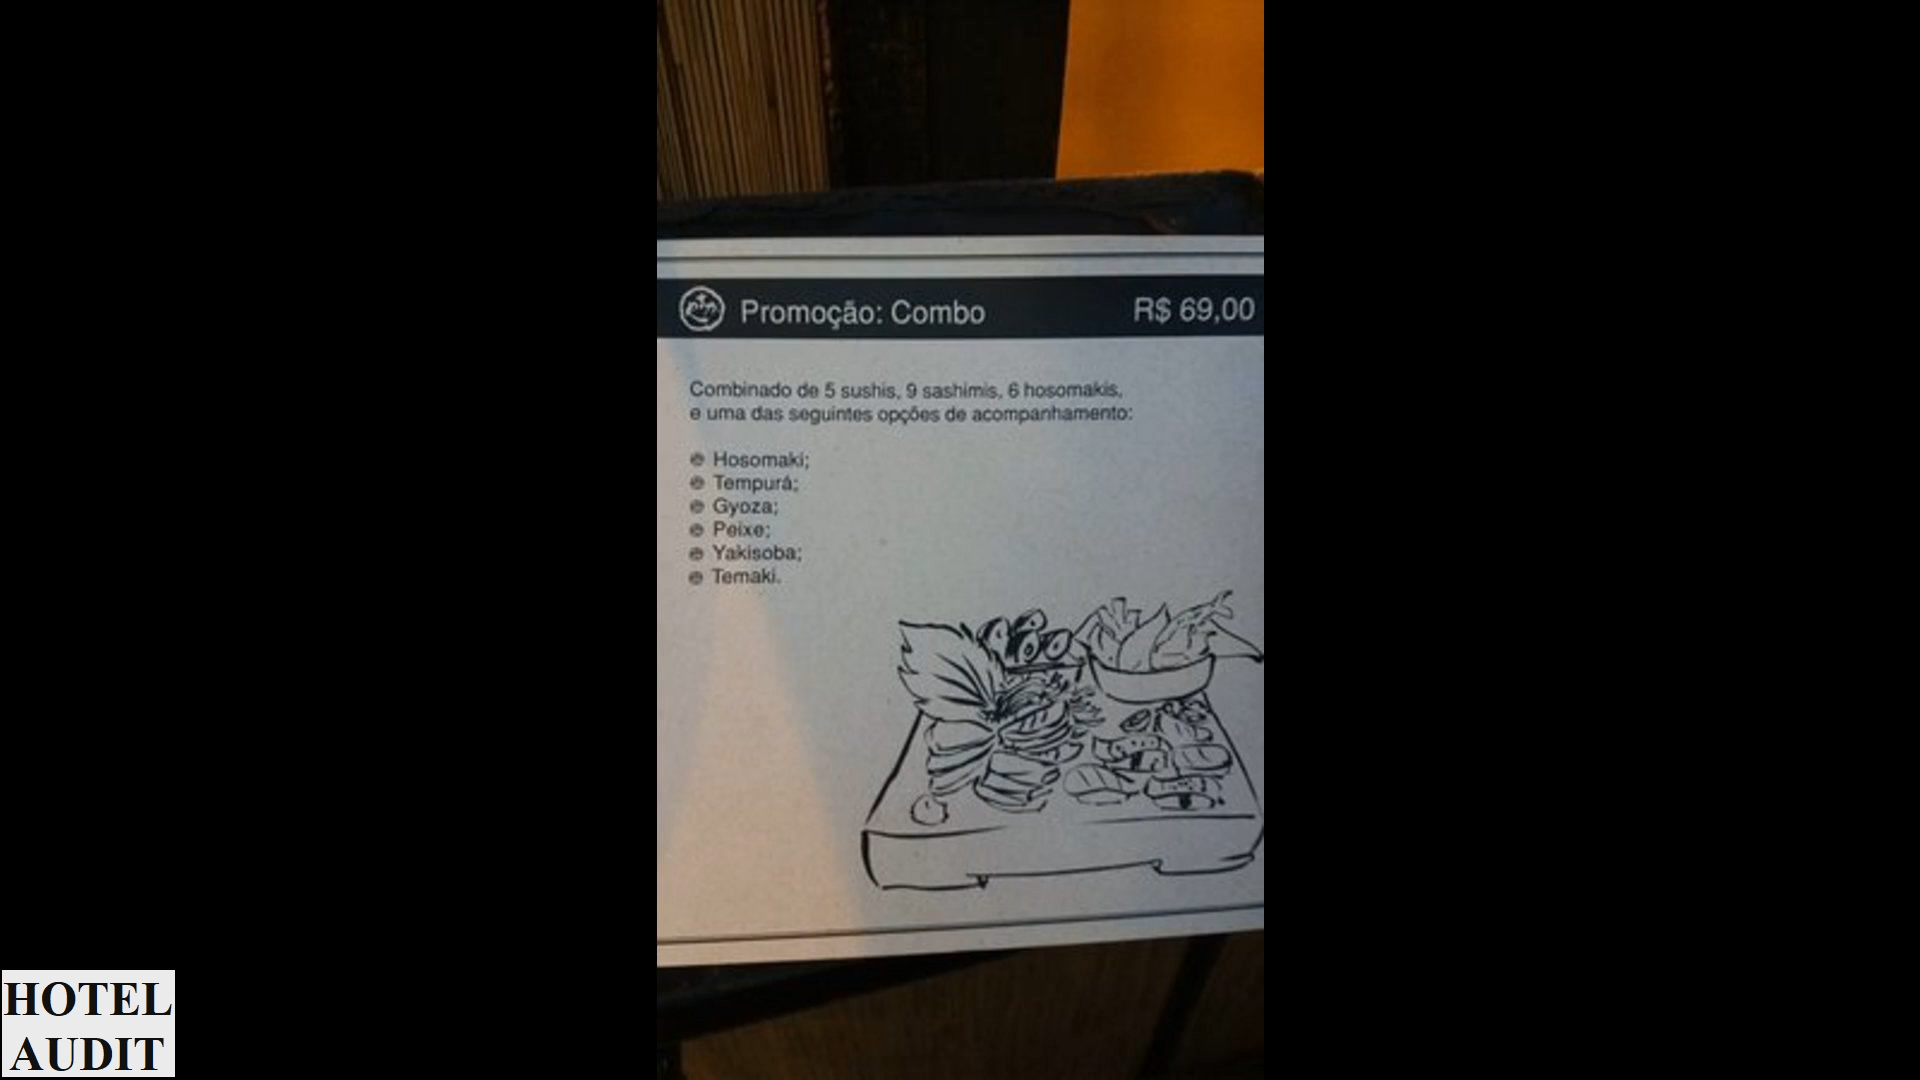 Promoção: Combo R$ 69,00
Combinado de 5 sushis, 9 sashimis, 6 hosomakis,
e uma das seguintes opções de acompanhamento:
Hosomaki;
Tempurá;
Gyoza;
Peixe;
Yakisoba;
Temaki.
HOTEL
AUDIT